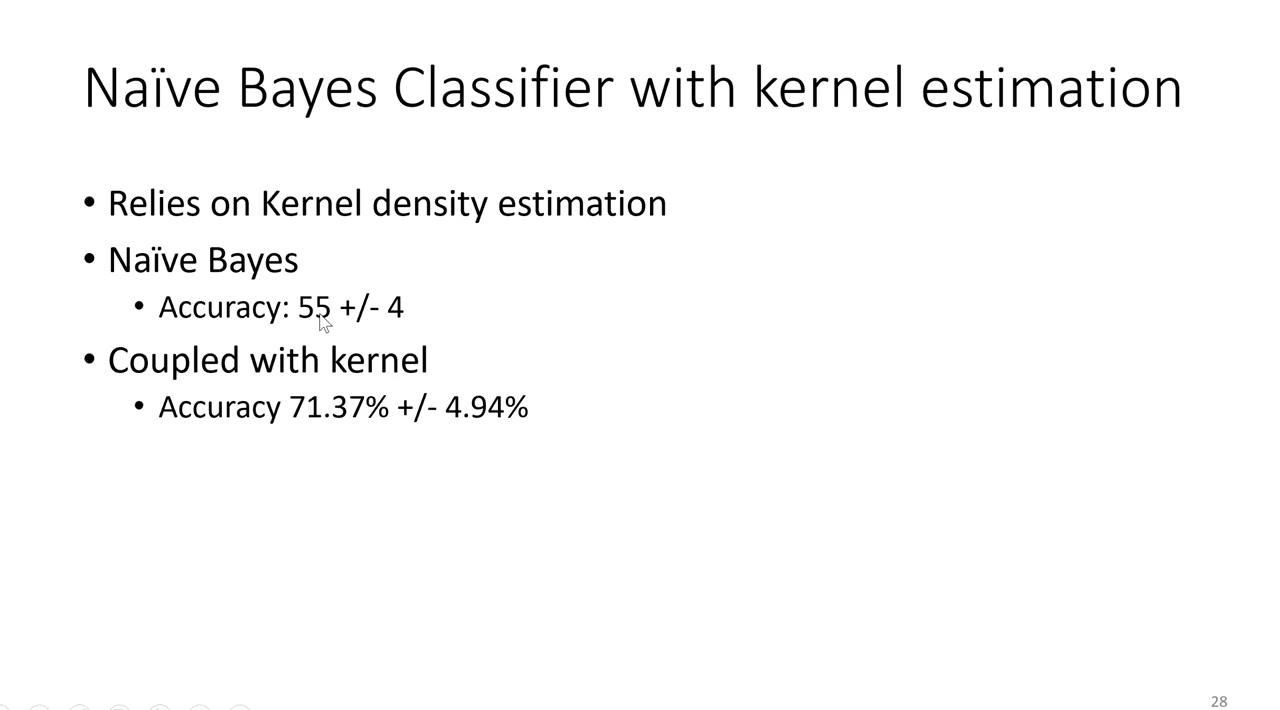 Naïve Bayes Classifier with kernel estimation
• Relies on Kernel density estimation
• Naïve Bayes
• Accuracy: 55 +/- 4
• Coupled with kernel
• Accuracy 71.37% +/- 4.94%
28